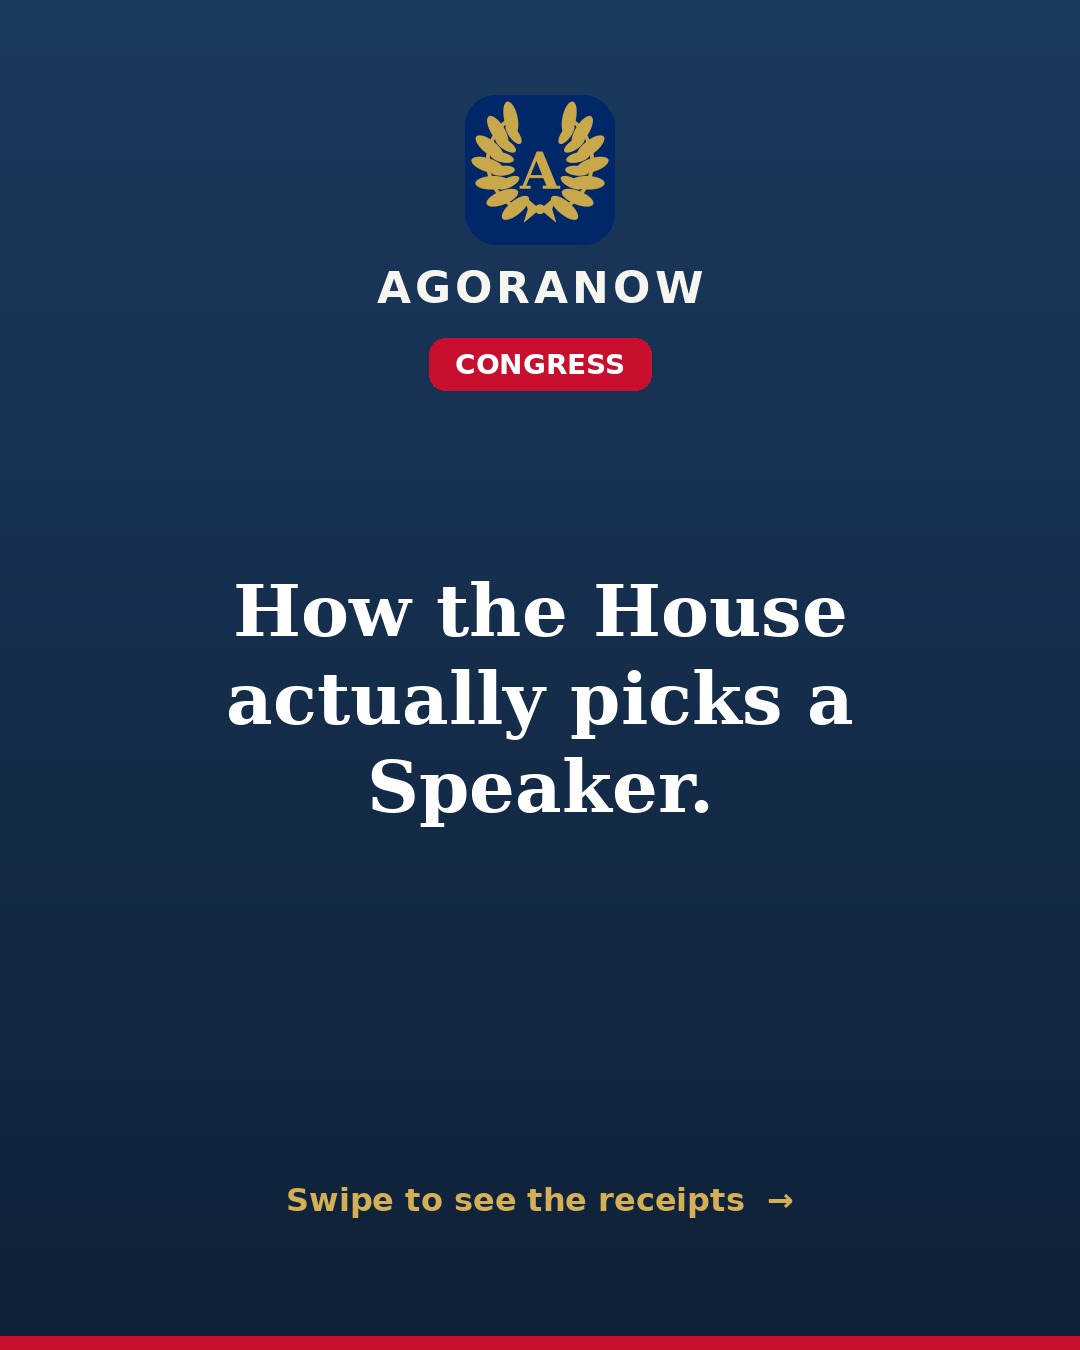 A
AGORANOW
CONGRESS
How the House
actually picks a
Speaker.
Swipe to see the receipts →